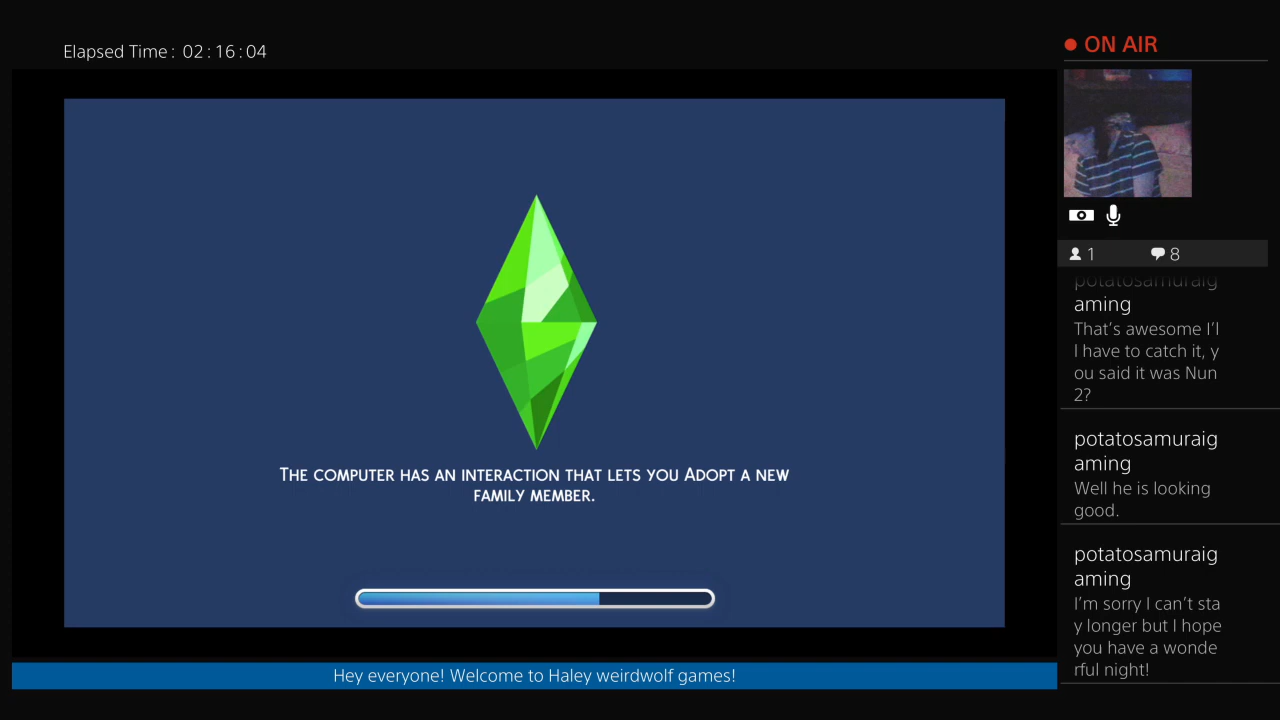 Elapsed Time : 02 : 16 : 04
ON AIR
1
8
potatosamuraig
aming
That's awesome I'l
l have to catch it, y
ou said it was Nun
2?
potatosamuraig
aming
Well he is looking
good.
potatosamuraig
aming
I'm sorry I can't sta
y longer but I hope
you have a wonde
rful night!
THE COMPUTER HAS AN INTERACTION THAT LETS YOU ADOPT A NEW
FAMILY MEMBER.
Hey everyone! Welcome to Haley weirdwolf games!